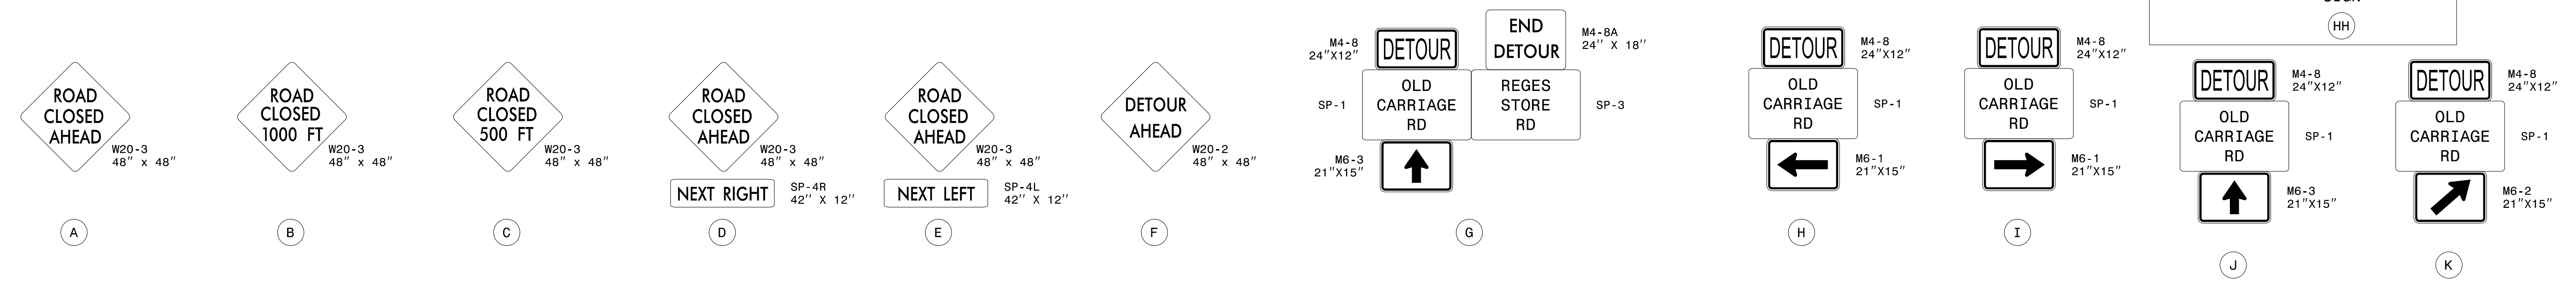 ROAD
CLOSED
AHEAD
W20-3
48" x 48"
A
ROAD
CLOSED
1000 FT
W20-3
48" x 48"
B
ROAD
CLOSED
500 FT
W20-3
48" x 48"
C
ROAD
CLOSED
AHEAD
W20-3
48" x 48"
NEXT RIGHT
SP-4R
42'' X 12''
D
ROAD
CLOSED
AHEAD
W20-3
48" x 48"
NEXT LEFT
SP-4L
42'' X 12''
E
DETOUR
AHEAD
W20-2
48" x 48"
F
M4-8
24"X12"
DETOUR
END
DETOUR
M4-8A
24'' X 18''
SP-1
OLD
CARRIAGE
RD
REGES
STORE
RD
SP-3
M6-3
21"X15"
G
DETOUR
M4-8
24"X12"
OLD
CARRIAGE
RD
SP-1
M6-1
21"X15"
H
DETOUR
M4-8
24"X12"
OLD
CARRIAGE
RD
SP-1
M6-1
21"X15"
I
HH
DETOUR
M4-8
24"X12"
OLD
CARRIAGE
RD
SP-1
M6-3
21"X15"
J
DETOUR
M4-8
24"X12"
OLD
CARRIAGE
RD
SP-1
M6-2
21"X15"
K